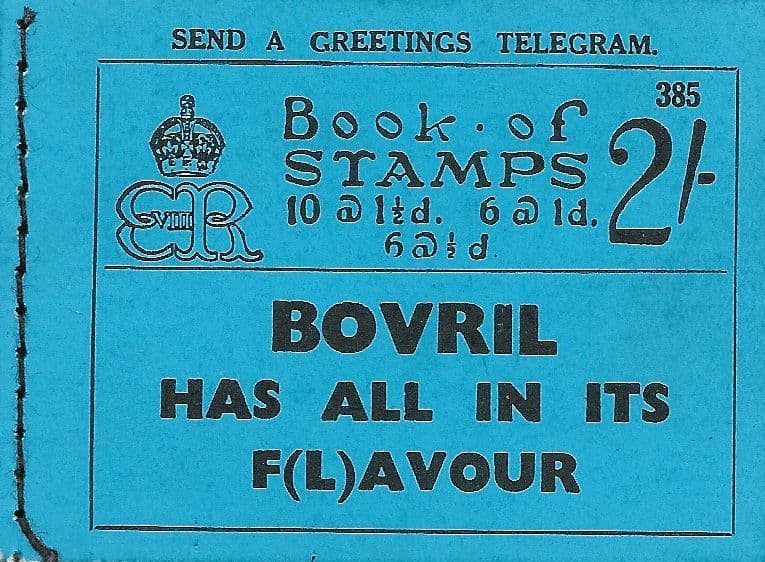 SEND A GREETINGS TELEGRAM.
385
EVIIIR
Book · of
STAMPS
2/-
10 @ 1½d. 6 @ 1d.
6 @ ½d.
BOVRIL
HAS ALL IN ITS
F(L)AVOUR